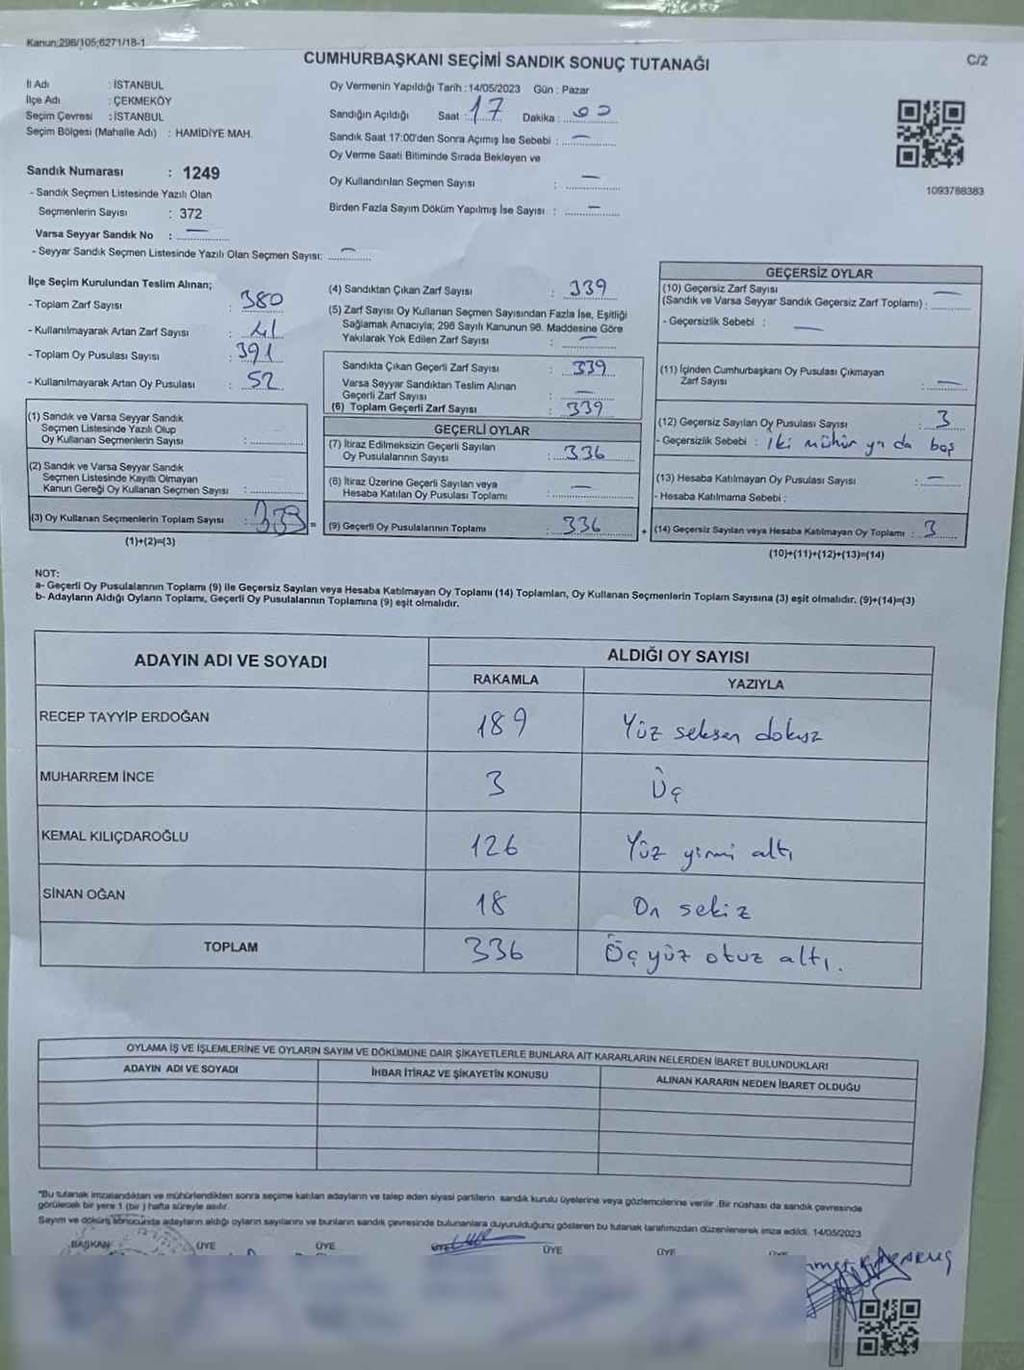 Kanun:298/105;6271/18-1
CUMHURBAŞKANI SEÇİMİ SANDIK SONUÇ TUTANAĞI
C/2
İl Adı : İSTANBUL
İlçe Adı : ÇEKMEKÖY
Seçim Çevresi : İSTANBUL
Seçim Bölgesi (Mahalle Adı) : HAMİDİYE MAH.
Sandık Numarası : 1249
- Sandık Seçmen Listesinde Yazılı Olan
Seçmenlerin Sayısı : 372
Varsa Seyyar Sandık No : —
- Seyyar Sandık Seçmen Listesinde Yazılı Olan Seçmen Sayısı: —
Oy Vermenin Yapıldığı Tarih : 14/05/2023 Gün : Pazar
Sandığın Açıldığı Saat : 17 Dakika : 00
Sandık Saat 17:00'den Sonra Açımış İse Sebebi : —
Oy Verme Saati Bitiminde Sırada Bekleyen ve
Oy Kullandırılan Seçmen Sayısı : —
Birden Fazla Sayım Döküm Yapılmış İse Sayısı : —
1093788383
İlçe Seçim Kurulundan Teslim Alınan;
- Toplam Zarf Sayısı : 380
- Kullanılmayarak Artan Zarf Sayısı : 41
- Toplam Oy Pusulası Sayısı : 391
- Kullanılmayarak Artan Oy Pusulası : 52
(1) Sandık ve Varsa Seyyar Sandık
Seçmen Listesinde Yazılı Olup
Oy Kullanan Seçmenlerin Sayısı :
(2) Sandık ve Varsa Seyyar Sandık
Seçmen Listesinde Kayıtlı Olmayan
Kanun Gereği Oy Kullanan Seçmen Sayısı :
(3) Oy Kullanan Seçmenlerin Toplam Sayısı : 339 =
(1)+(2)=(3)
(4) Sandıktan Çıkan Zarf Sayısı : 339
(5) Zarf Sayısı Oy Kullanan Seçmen Sayısından Fazla İse, Eşitliği
Sağlamak Amacıyla; 298 Sayılı Kanunun 98. Maddesine Göre
Yakılarak Yok Edilen Zarf Sayısı : —
Sandıkta Çıkan Geçerli Zarf Sayısı : 339
Varsa Seyyar Sandıktan Teslim Alınan
Geçerli Zarf Sayısı : —
(6) Toplam Geçerli Zarf Sayısı : 339
GEÇERLİ OYLAR
(7) İtiraz Edilmeksizin Geçerli Sayılan
Oy Pusulalarının Sayısı : 336
(8) İtiraz Üzerine Geçerli Sayılan veya
Hesaba Katılan Oy Pusulası Toplamı : —
(9) Geçerli Oy Pusulalarının Toplamı : 336 +
GEÇERSİZ OYLAR
(10) Geçersiz Zarf Sayısı
(Sandık ve Varsa Seyyar Sandık Geçersiz Zarf Toplamı) : —
- Geçersizlik Sebebi : —
(11) İçinden Cumhurbaşkanı Oy Pusulası Çıkmayan
Zarf Sayısı : —
(12) Geçersiz Sayılan Oy Pusulası Sayısı : 3
- Geçersizlik Sebebi : iki mühür ya da boş
(13) Hesaba Katılmayan Oy Pusulası Sayısı : —
- Hesaba Katılmama Sebebi :
(14) Geçersiz Sayılan veya Hesaba Katılmayan Oy Toplamı : 3
(10)+(11)+(12)+(13)=(14)
NOT:
a- Geçerli Oy Pusulalarının Toplamı (9) ile Geçersiz Sayılan veya Hesaba Katılmayan Oy Toplamı (14) Toplamları, Oy Kullanan Seçmenlerin Toplam Sayısına (3) eşit olmalıdır. (9)+(14)=(3)
b- Adayların Aldığı Oyların Toplamı, Geçerli Oy Pusulalarının Toplamına (9) eşit olmalıdır.
ADAYIN ADI VE SOYADI
ALDIĞI OY SAYISI
RAKAMLA YAZIYLA
RECEP TAYYİP ERDOĞAN 189 Yüz seksen dokuz
MUHARREM İNCE 3 Üç
KEMAL KILIÇDAROĞLU 126 Yüz yirmi altı
SİNAN OĞAN 18 On sekiz
TOPLAM 336 Üç yüz otuz altı.
OYLAMA İŞ VE İŞLEMLERİNE VE OYLARIN SAYIM VE DÖKÜMÜNE DAİR ŞİKAYETLERLE BUNLARA AİT KARARLARIN NELERDEN İBARET BULUNDUKLARI
ADAYIN ADI VE SOYADI İHBAR İTİRAZ VE ŞİKAYETİN KONUSU ALINAN KARARIN NEDEN İBARET OLDUĞU
"Bu tutanak imzalandıktan ve mühürlendikten sonra seçime katılan adayların ve talep eden siyasi partilerin sandık kurulu üyelerine veya gözlemcilerine verilir .Bir nüshası da sandık çevresinde
görülecek bir yere 1 (bir ) hafta süreyle asılır.
Sayım ve döküm sonucunda adayların aldığı oyların sayılarını ve bunların sandık çevresinde bulunanlara duyurulduğunu gösteren bu tutanak tarafımızdan düzenlenerek imza edildi. 14/05/2023
BAŞKAN ÜYE ÜYE ÜYE ÜYE ÜYE